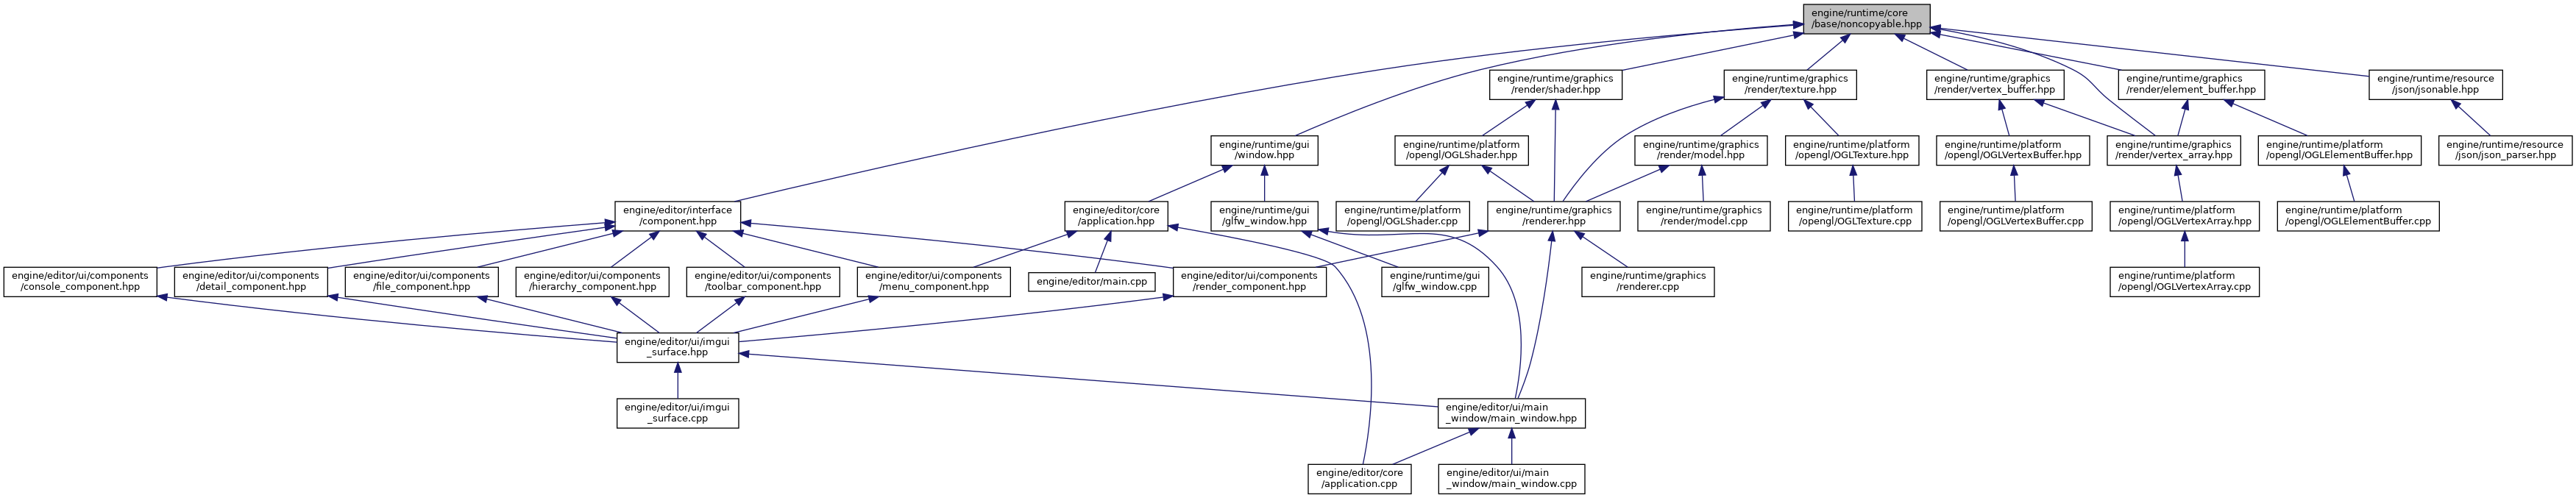 engine/runtime/core
/base/noncopyable.hpp
engine/runtime/graphics
/render/shader.hpp
engine/runtime/graphics
/render/texture.hpp
engine/runtime/graphics
/render/vertex_buffer.hpp
engine/runtime/graphics
/render/element_buffer.hpp
engine/runtime/resource
/json/jsonable.hpp
engine/runtime/gui
/window.hpp
engine/runtime/platform
/opengl/OGLShader.hpp
engine/runtime/graphics
/render/model.hpp
engine/runtime/platform
/opengl/OGLTexture.hpp
engine/runtime/platform
/opengl/OGLVertexBuffer.hpp
engine/runtime/graphics
/render/vertex_array.hpp
engine/runtime/platform
/opengl/OGLElementBuffer.hpp
engine/runtime/resource
/json/json_parser.hpp
engine/editor/interface
/component.hpp
engine/editor/core
/application.hpp
engine/runtime/gui
/glfw_window.hpp
engine/runtime/platform
/opengl/OGLShader.cpp
engine/runtime/graphics
/renderer.hpp
engine/runtime/graphics
/render/model.cpp
engine/runtime/platform
/opengl/OGLTexture.cpp
engine/runtime/platform
/opengl/OGLVertexBuffer.cpp
engine/runtime/platform
/opengl/OGLVertexArray.hpp
engine/runtime/platform
/opengl/OGLElementBuffer.cpp
engine/editor/ui/components
/console_component.hpp
engine/editor/ui/components
/detail_component.hpp
engine/editor/ui/components
/file_component.hpp
engine/editor/ui/components
/hierarchy_component.hpp
engine/editor/ui/components
/toolbar_component.hpp
engine/editor/ui/components
/menu_component.hpp
engine/editor/main.cpp
engine/editor/ui/components
/render_component.hpp
engine/runtime/gui
/glfw_window.cpp
engine/runtime/graphics
/renderer.cpp
engine/runtime/platform
/opengl/OGLVertexArray.cpp
engine/editor/ui/imgui
_surface.hpp
engine/editor/ui/imgui
_surface.cpp
engine/editor/ui/main
_window/main_window.hpp
engine/editor/core
/application.cpp
engine/editor/ui/main
_window/main_window.cpp